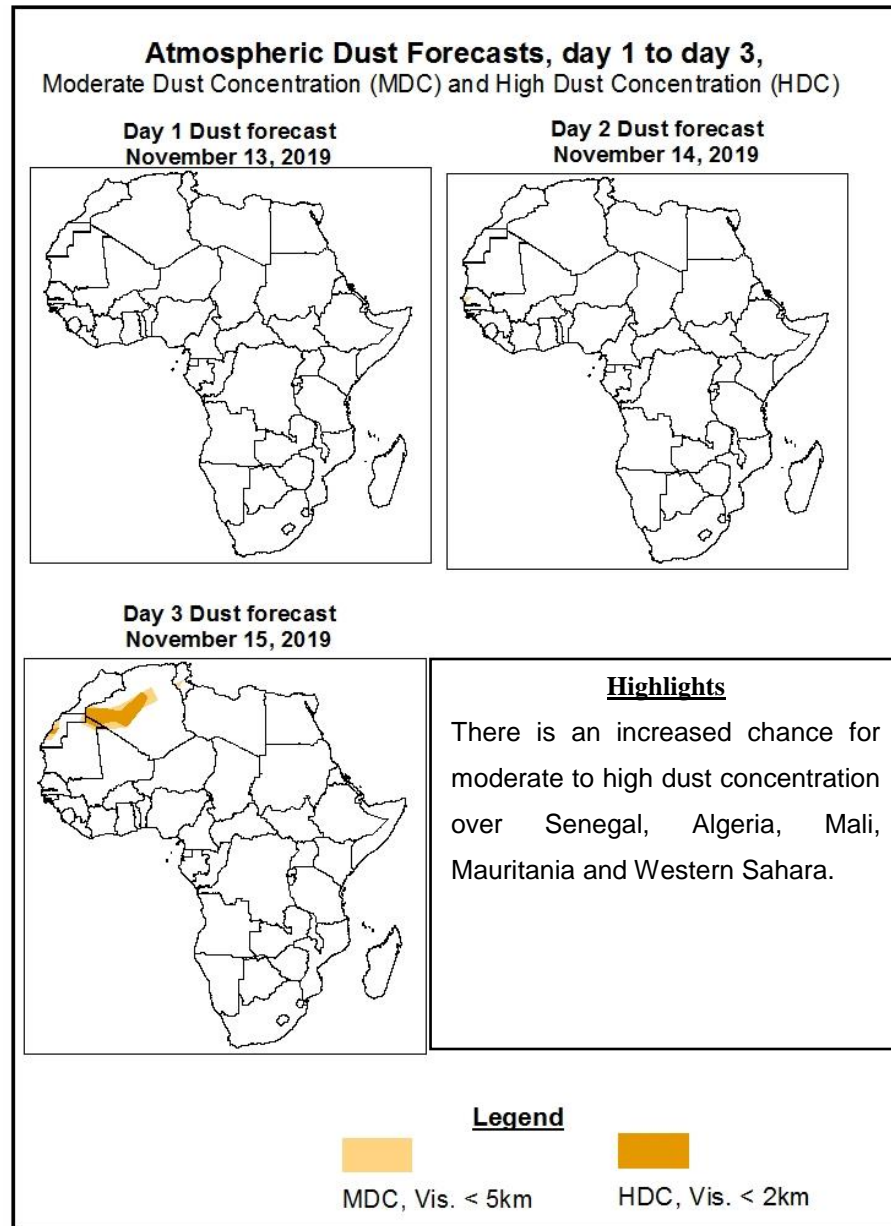 Atmospheric Dust Forecasts, day 1 to day 3,
Moderate Dust Concentration (MDC) and High Dust Concentration (HDC)
Day 1 Dust forecast
November 13, 2019
Day 2 Dust forecast
November 14, 2019
Day 3 Dust forecast
November 15, 2019
Highlights
There is an increased chance for
moderate to high dust concentration
over Senegal, Algeria, Mali,
Mauritania and Western Sahara.
Legend
MDC, Vis. < 5km
HDC, Vis. < 2km